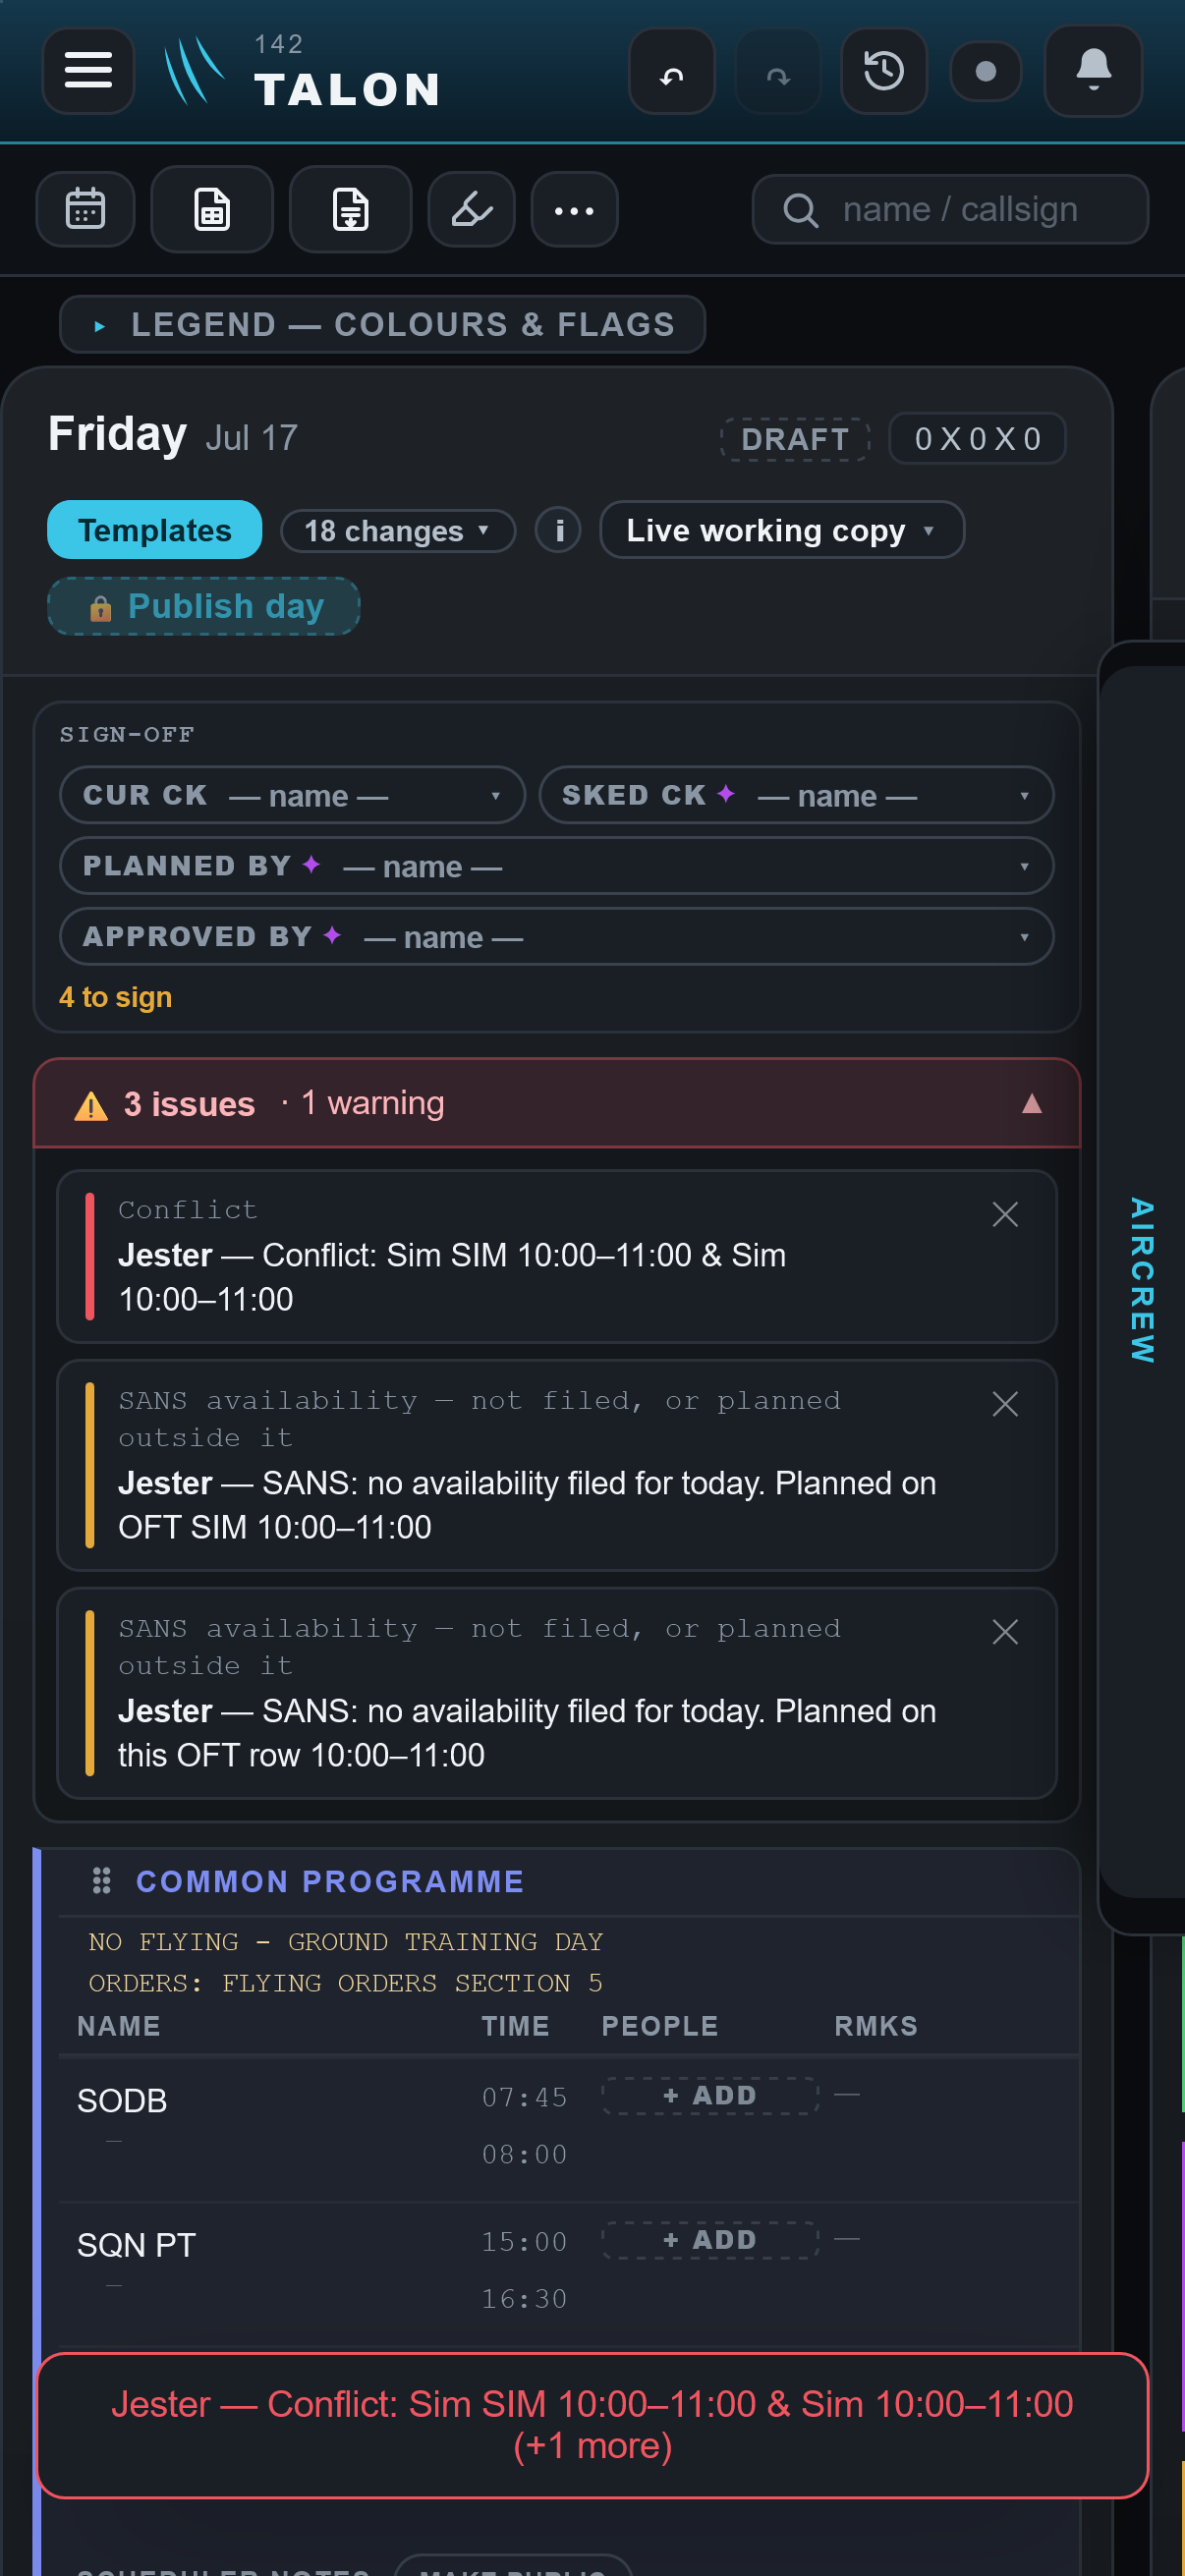 142
TALON
name / callsign
▸ LEGEND — COLOURS & FLAGS
Friday Jul 17 DRAFT 0 X 0 X 0
Templates 18 changes ▾ i Live working copy ▾
Publish day
SIGN-OFF
CUR CK — name — ▾ SKED CK ✦ — name — ▾
PLANNED BY ✦ — name — ▾
APPROVED BY ✦ — name — ▾
4 to sign
3 issues · 1 warning ▲
Conflict
Jester — Conflict: Sim SIM 10:00–11:00 & Sim
10:00–11:00
SANS availability — not filed, or planned
outside it
Jester — SANS: no availability filed for today. Planned on
OFT SIM 10:00–11:00
SANS availability — not filed, or planned
outside it
Jester — SANS: no availability filed for today. Planned on
this OFT row 10:00–11:00
AIRCREW
COMMON PROGRAMME
NO FLYING - GROUND TRAINING DAY
ORDERS: FLYING ORDERS SECTION 5
NAME TIME PEOPLE RMKS
SODB 07:45 + ADD —
— 08:00
SQN PT 15:00 + ADD —
— 16:30
Jester — Conflict: Sim SIM 10:00–11:00 & Sim 10:00–11:00
(+1 more)
SCHEDULER NOTES MAKE PUBLIC